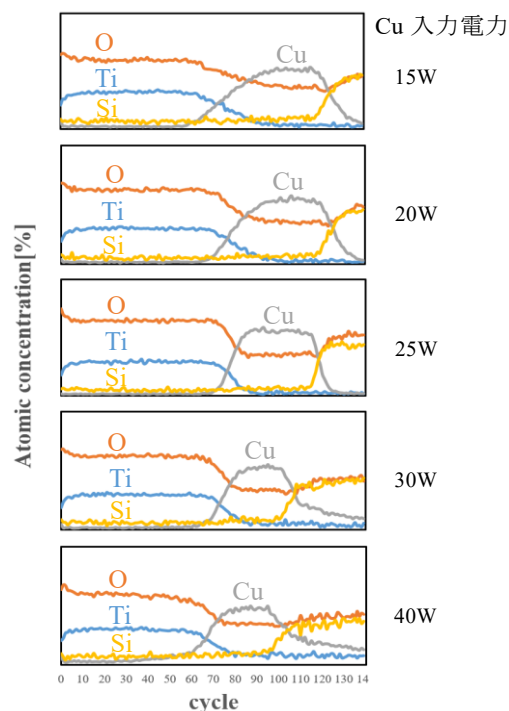 Cu 入力電力
O
Ti
Si
Cu
15W
O
Ti
Si
Cu
20W
O
Ti
Si
Cu
25W
O
Ti
Si
Cu
30W
O
Ti
Si
Cu
40W
Atomic concentration[%]
0 10 20 30 40 50 60 70 80 90 100 110 120 130 14
cycle